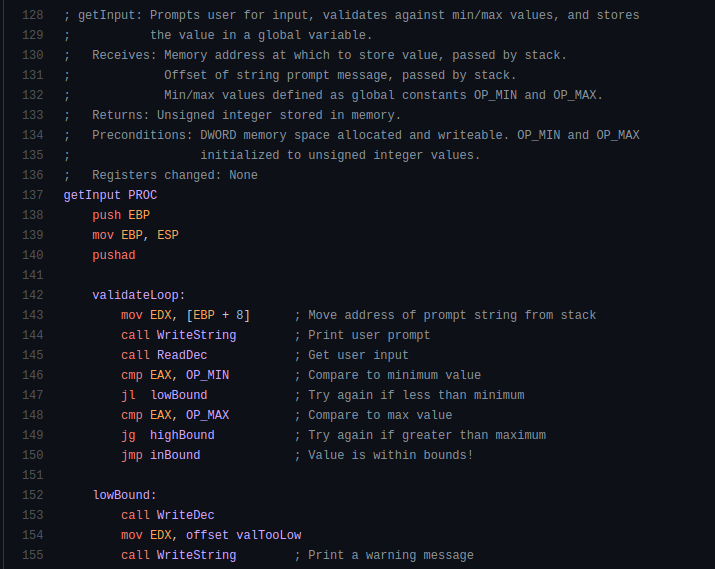 128 ; getInput: Prompts user for input, validates against min/max values, and stores
129 ;           the value in a global variable.
130 ;   Receives: Memory address at which to store value, passed by stack.
131 ;             Offset of string prompt message, passed by stack.
132 ;             Min/max values defined as global constants OP_MIN and OP_MAX.
133 ;   Returns: Unsigned integer stored in memory.
134 ;   Preconditions: DWORD memory space allocated and writeable. OP_MIN and OP_MAX
135 ;                  initialized to unsigned integer values.
136 ;   Registers changed: None
137 getInput PROC
138     push EBP
139     mov EBP, ESP
140     pushad
141
142     validateLoop:
143         mov EDX, [EBP + 8]      ; Move address of prompt string from stack
144         call WriteString        ; Print user prompt
145         call ReadDec            ; Get user input
146         cmp EAX, OP_MIN         ; Compare to minimum value
147         jl  lowBound            ; Try again if less than minimum
148         cmp EAX, OP_MAX         ; Compare to max value
149         jg  highBound           ; Try again if greater than maximum
150         jmp inBound             ; Value is within bounds!
151
152     lowBound:
153         call WriteDec
154         mov EDX, offset valTooLow
155         call WriteString        ; Print a warning message